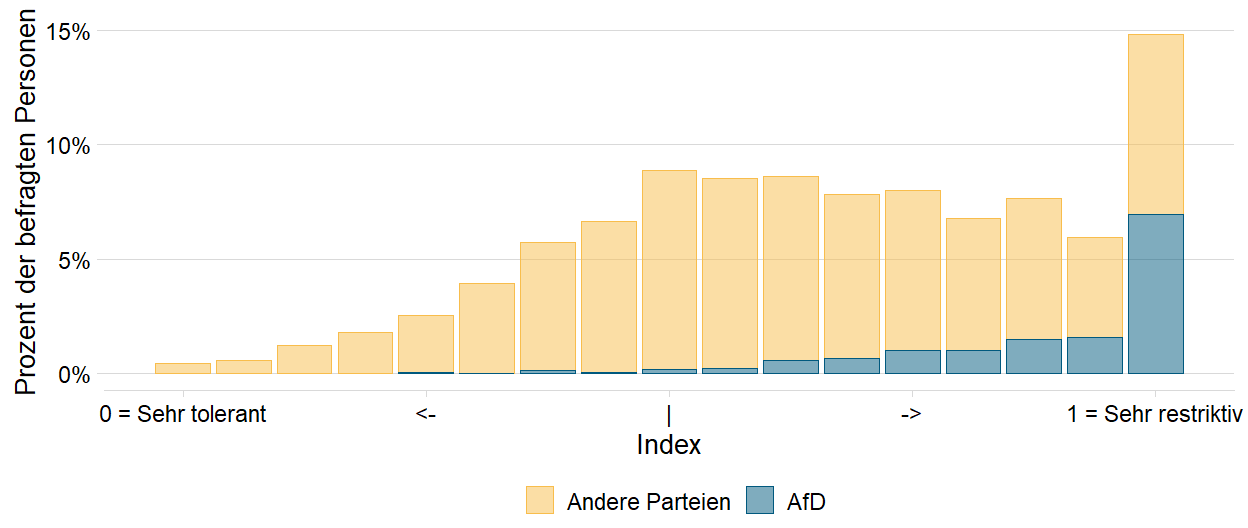 Prozent der befragten Personen
15%
10%
5%
0%
0 = Sehr tolerant <- | -> 1 = Sehr restriktiv
Index
Andere Parteien AfD